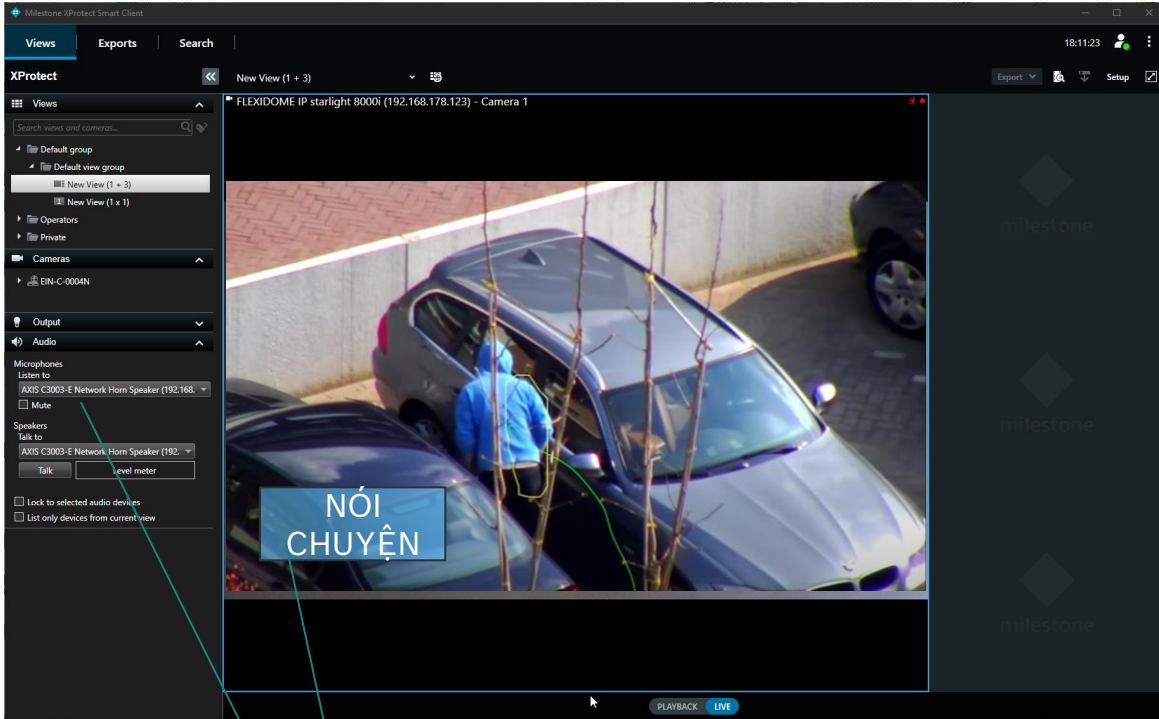 Milestone XProtect Smart Client
Views Exports Search
18:11:23
XProtect
New View (1 + 3)
Export
Setup
Views
Search views and cameras...
Default group
Default view group
New View (1 + 3)
New View (1 x 1)
Operators
Private
Cameras
EIN-C-0004N
Output
Audio
Microphones
Listen to
AXIS C3003-E Network Horn Speaker (192.168.
Mute
Speakers
Talk to
AXIS C3003-E Network Horn Speaker (192.
Talk Level meter
Lock to selected audio devices
List only devices from current view
FLEXIDOME IP starlight 8000i (192.168.178.123) - Camera 1
NÓI
CHUYỆN
milestone
milestone
milestone
PLAYBACK LIVE